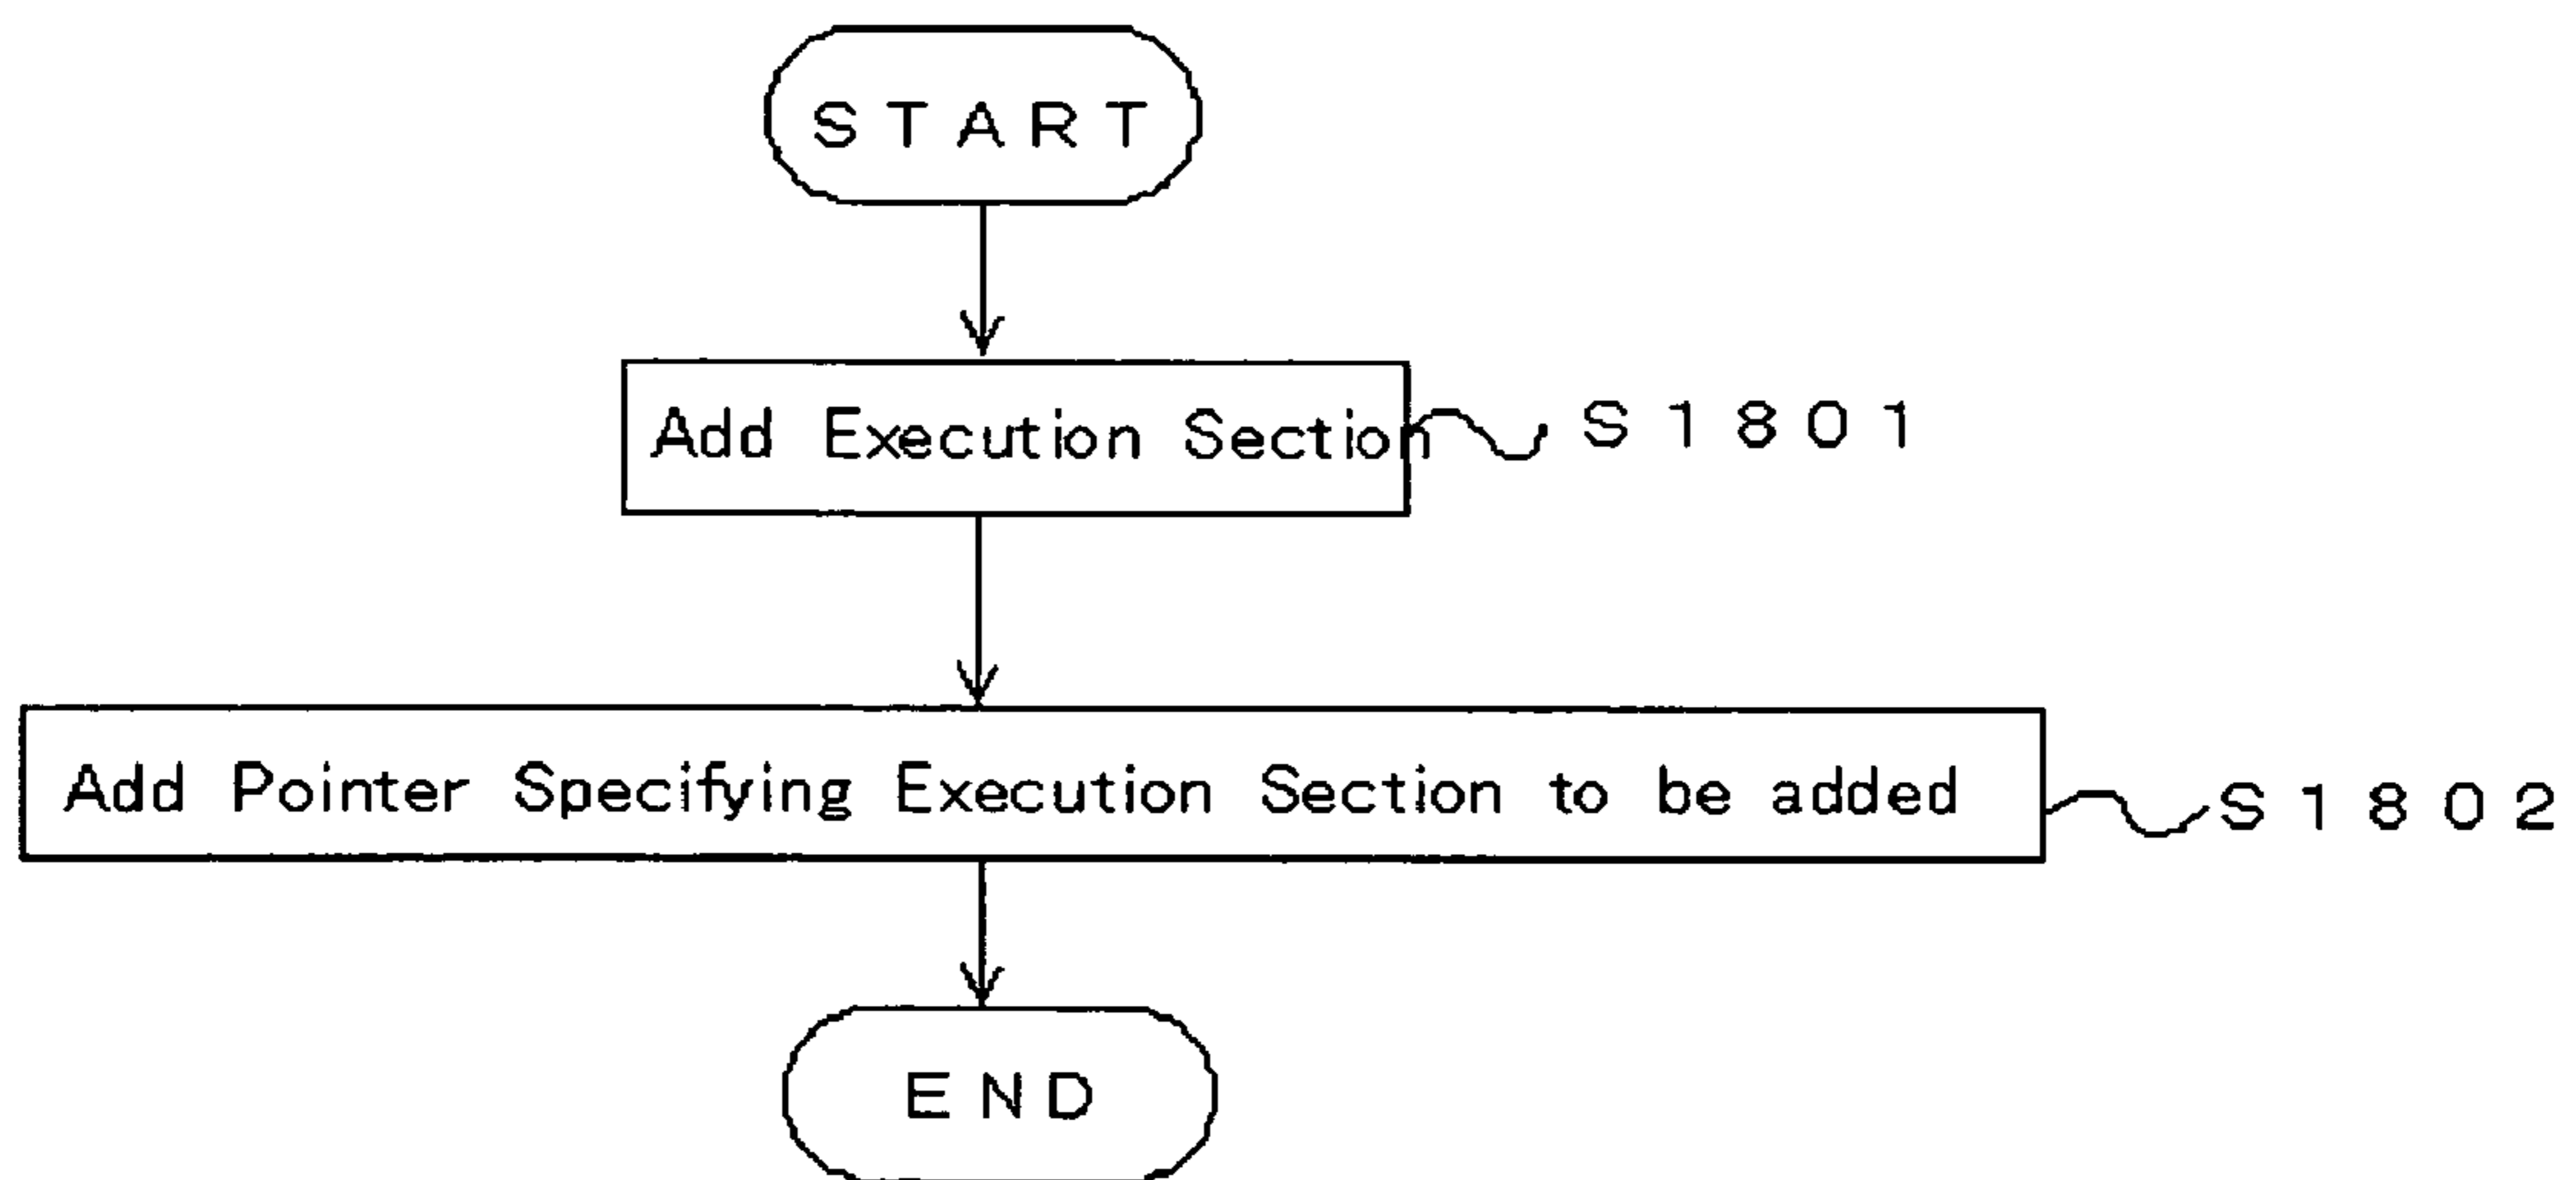 START
Add Execution Section
S1801
Add Pointer Specifying Execution Section to be added
S1802
END